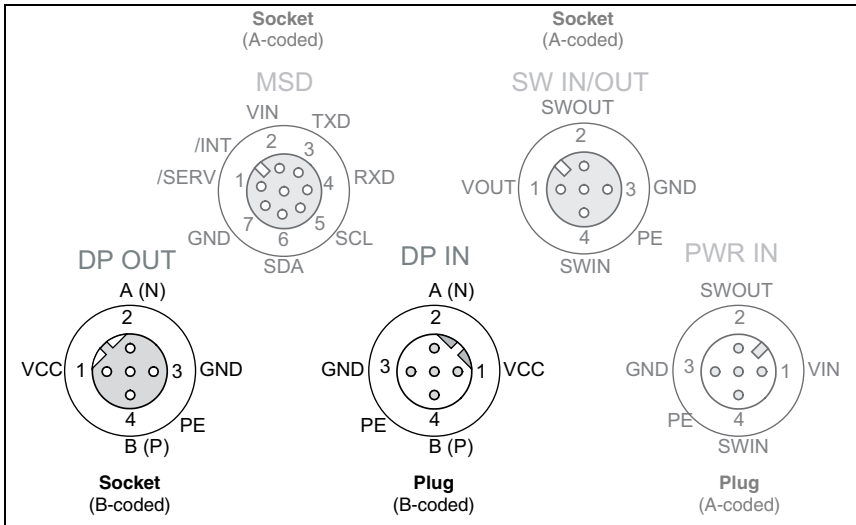 Socket
(A-coded)
Socket
(A-coded)
MSD
SW IN/OUT
VIN
TXD
/INT
2
3
/SERV
1
4
RXD
7
6
5
GND
SDA
SCL
SWOUT
2
VOUT
1
3
GND
4
PE
SWIN
DP OUT
A (N)
2
VCC
1
3
GND
4
PE
B (P)
Socket
(B-coded)
DP IN
A (N)
2
GND
3
1
VCC
PE
4
B (P)
Plug
(B-coded)
PWR IN
SWOUT
2
GND
3
1
VIN
PE
4
SWIN
Plug
(A-coded)